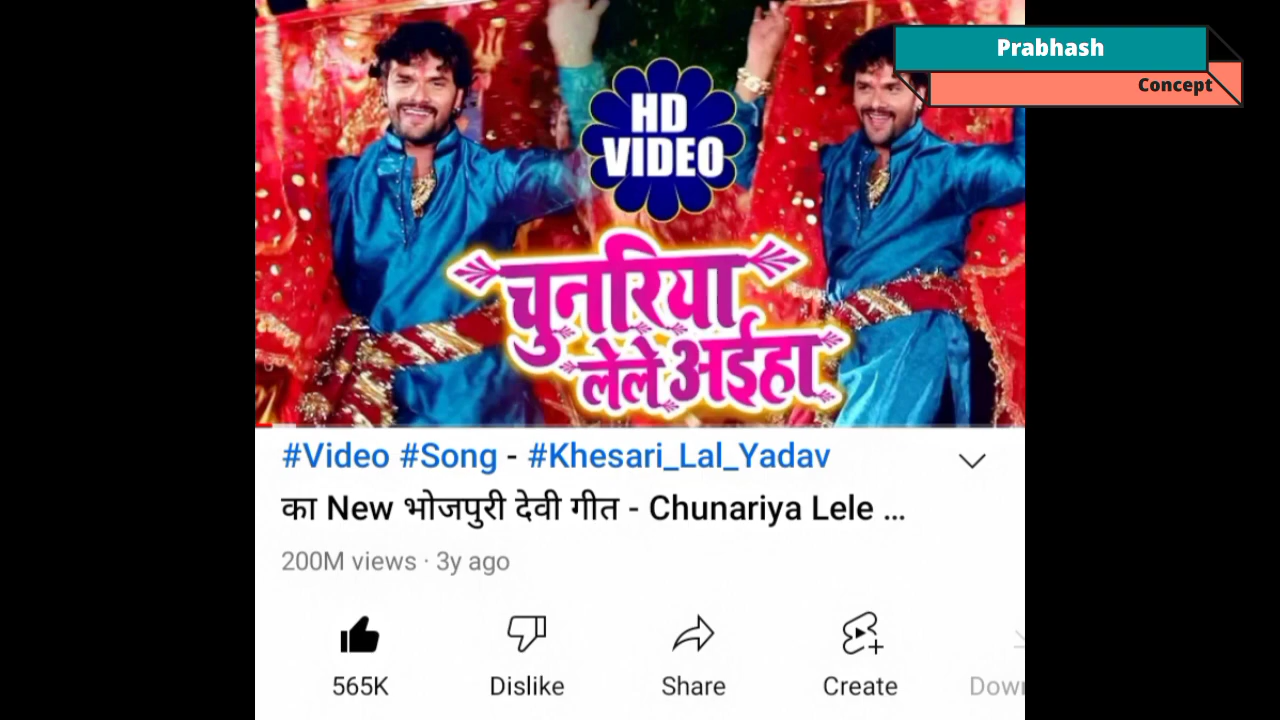 Prabhash
Concept
HD
VIDEO
चुनरिया
लेले अईहा
#Video #Song - #Khesari_Lal_Yadav
का New भोजपुरी देवी गीत - Chunariya Lele ...
200M views · 3y ago
565K Dislike Share Create Down